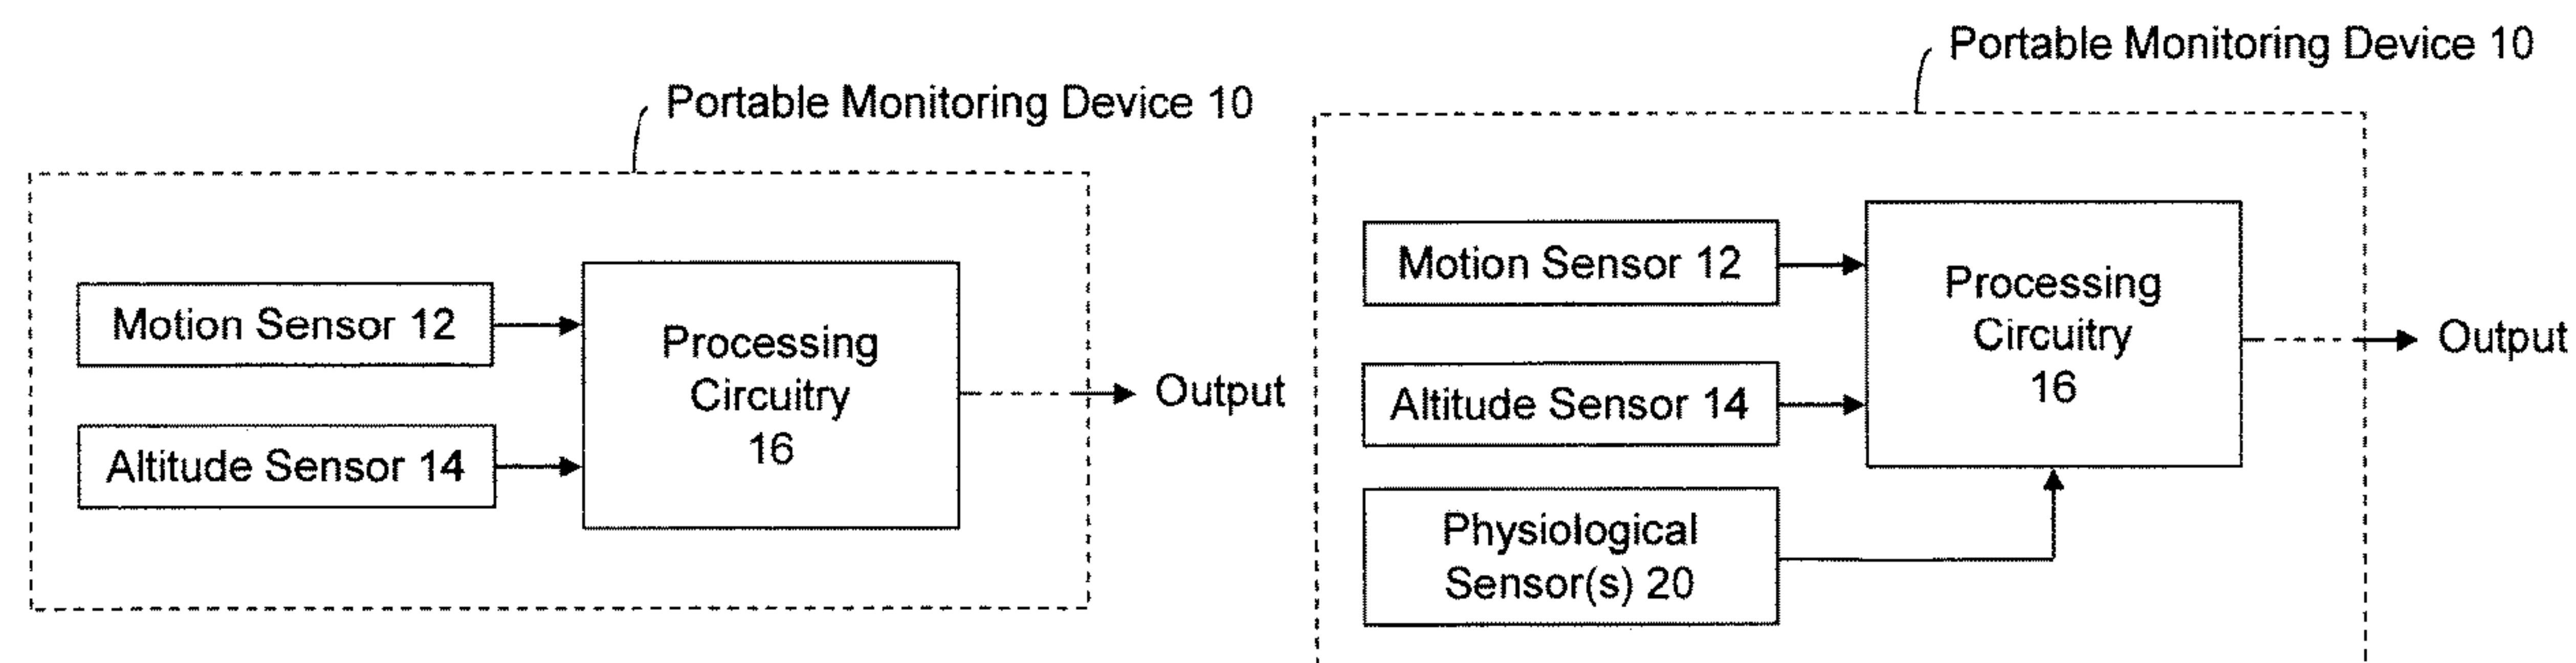 Portable Monitoring Device 10
Motion Sensor 12
Altitude Sensor 14
Processing
Circuitry
16
Output
Portable Monitoring Device 10
Motion Sensor 12
Altitude Sensor 14
Physiological
Sensor(s) 20
Processing
Circuitry
16
Output